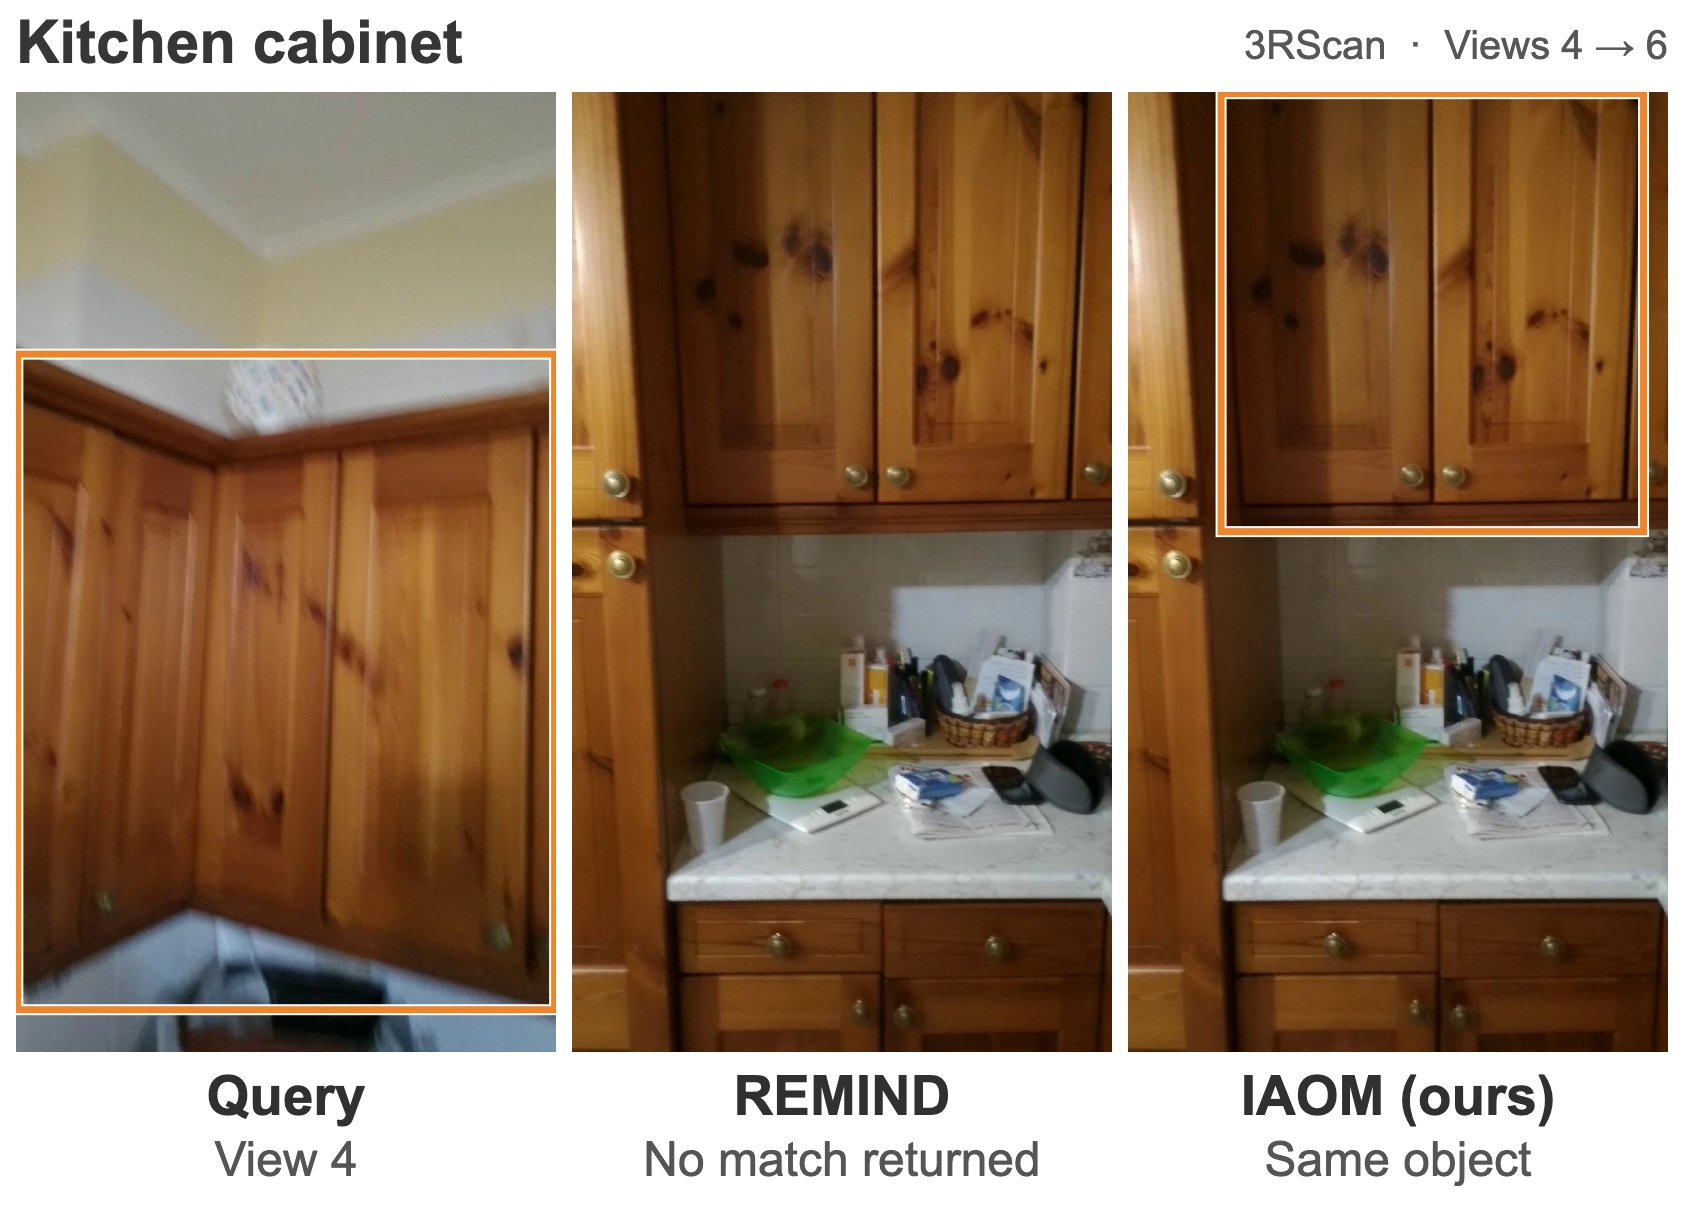 Kitchen cabinet
3RScan · Views 4 → 6
Query
View 4
REMIND
No match returned
IAOM (ours)
Same object